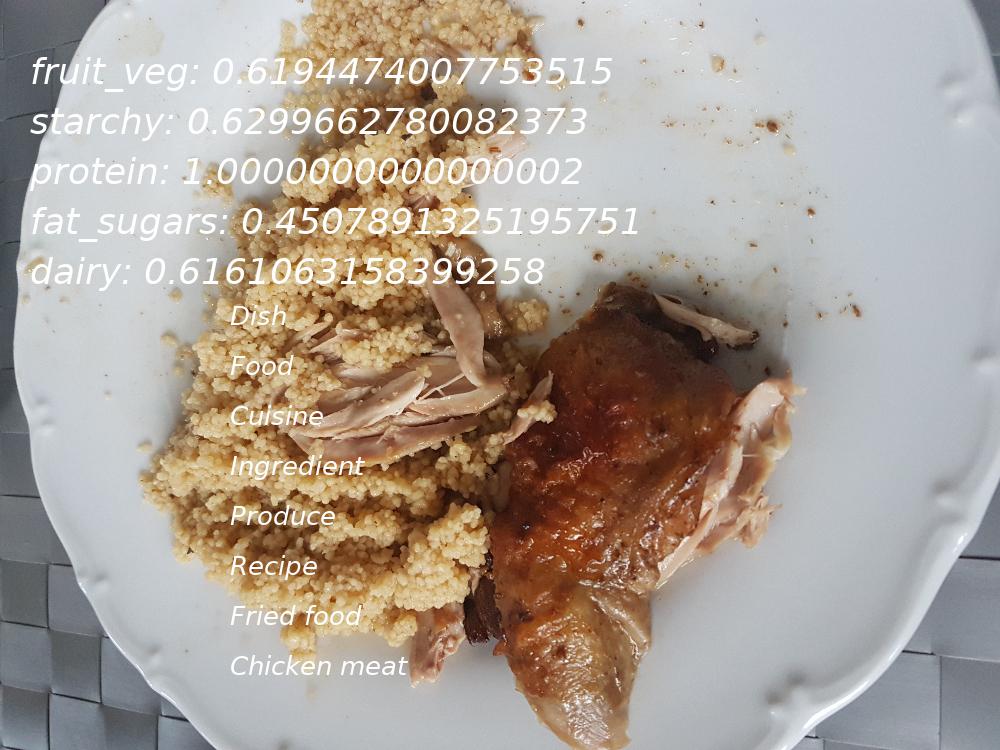 fruit_veg: 0.6194474007753515
starchy: 0.6299662780082373
protein: 1.0000000000000002
fat_sugars: 0.4507891325195751
dairy: 0.6161063158399258
Dish
Food
Cuisine
Ingredient
Produce
Recipe
Fried food
Chicken meat